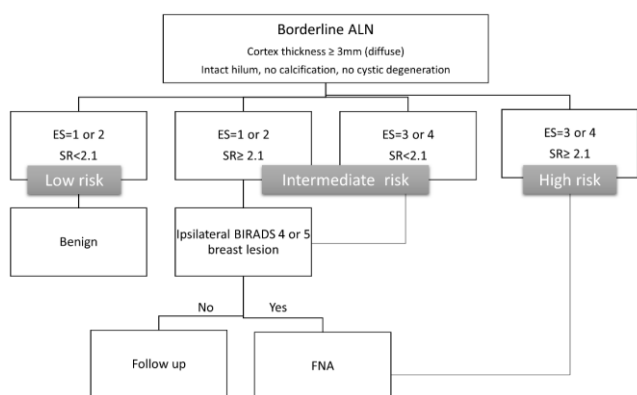 Borderline ALN
Cortex thickness ≥ 3mm (diffuse)
Intact hilum, no calcification, no cystic degeneration
ES=1 or 2
SR<2.1
Low risk
ES=1 or 2
SR≥ 2.1
ES=3 or 4
SR<2.1
Intermediate risk
ES=3 or 4
SR≥ 2.1
High risk
Benign
Ipsilateral BIRADS 4 or 5
breast lesion
No
Yes
Follow up
FNA